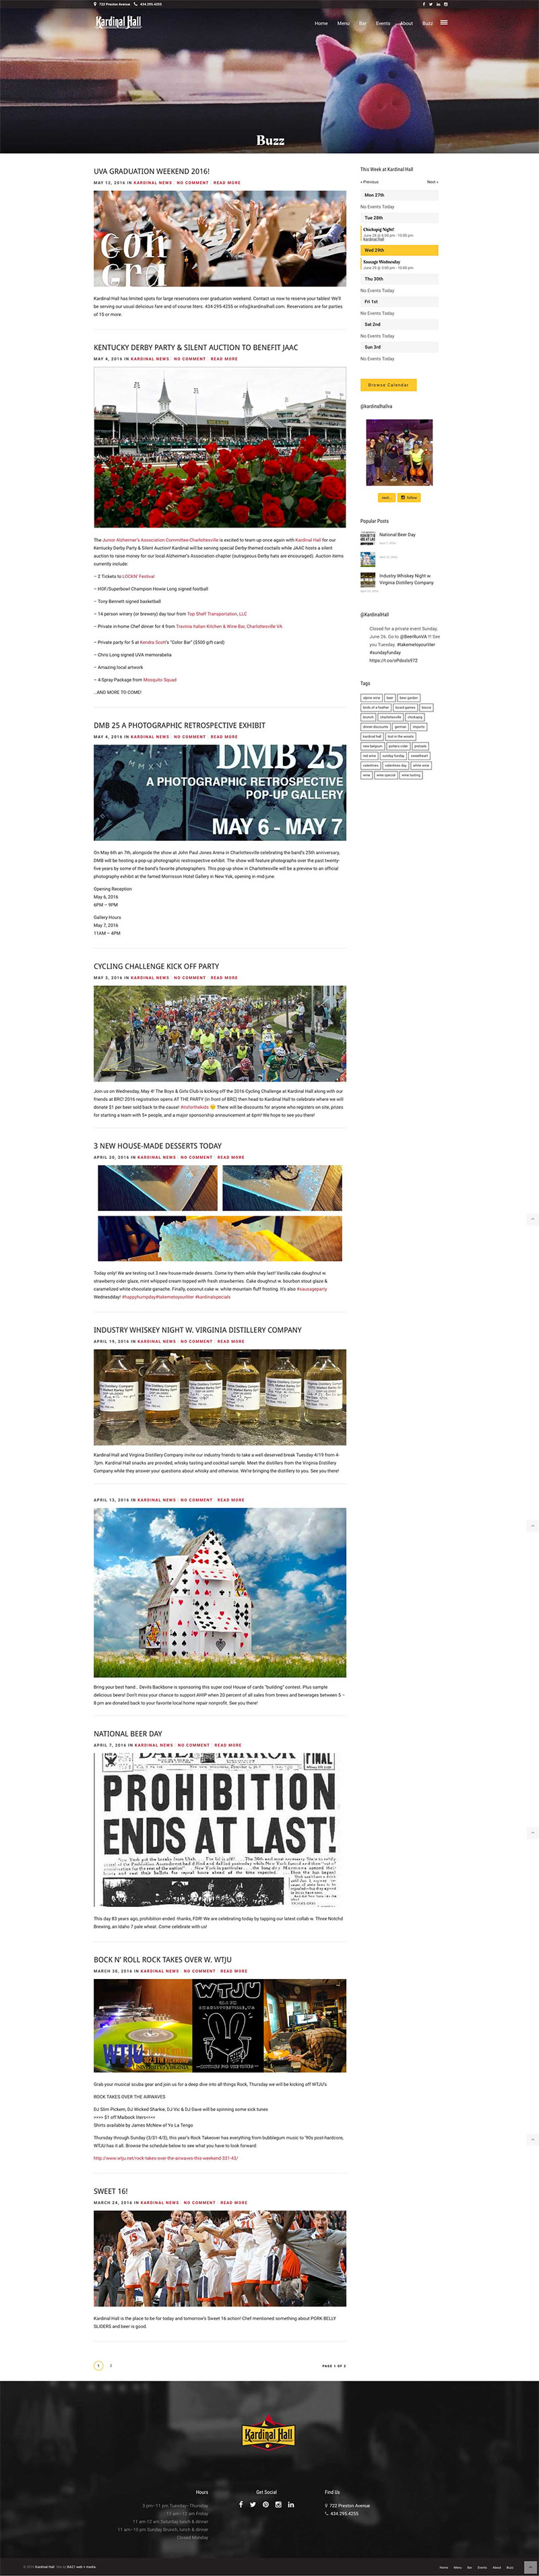 722 Preston Avenue 434.295.4255
Kardinal Hall
Home Menu Bar Events About Buzz
Buzz
UVA GRADUATION WEEKEND 2016!
MAY 12, 2016 IN KARDINAL NEWS NO COMMENT READ MORE
con
gra
Kardinal Hall has limited spots for large reservations over graduation weekend. Contact us now to reserve your tables! We'll
be serving our usual delicious fare and of course liters. 434-295-4255 or info@kardinalhall.com. Reservations are for parties
of 15 or more.
KENTUCKY DERBY PARTY & SILENT AUCTION TO BENEFIT JAAC
MAY 4, 2016 IN KARDINAL NEWS NO COMMENT READ MORE
The Junior Alzheimer's Association Committee-Charlottesville is excited to team up once again with Kardinal Hall for our
Kentucky Derby Party & Silent Auction! Kardinal will be serving special Derby-themed cocktails while JAAC hosts a silent
auction to raise money for our local Alzheimer's Association chapter (outrageous Derby hats are encouraged). Auction items
currently include:
– 2 Tickets to LOCKN' Festival
– HOF/Superbowl Champion Howie Long signed football
– Tony Bennett signed basketball
– 14 person winery (or brewery) day tour from Top Shelf Transportation, LLC
– Private in-home Chef dinner for 4 from Travinia Italian Kitchen & Wine Bar, Charlottesville VA
– Private party for 5 at Kendra Scott's "Color Bar" ($500 gift card)
– Chris Long signed UVA memorabelia
– Amazing local artwork
– 4-Spray Package from Mosquito Squad
...AND MORE TO COME!
DMB 25 A PHOTOGRAPHIC RETROSPECTIVE EXHIBIT
MAY 4, 2016 IN KARDINAL NEWS NO COMMENT READ MORE
DMB 25
A PHOTOGRAPHIC RETROSPECTIVE
POP-UP GALLERY
MAY 6 - MAY 7
On May 6th an 7th, alongside the show at John Paul Jones Arena in Charlottesville celebrating the band's 25th anniversary,
DMB will be hosting a pop-up photographic restrospective exhibit. The show will feature photographs over the past twenty-
five years by some of the band's favorite photographers. This pop-up show in Charlottesville will be a preview to an official
photography exhibit at the famed Morrisson Hotel Gallery in New Yok, opening in mid-june.
Opening Reception
May 6, 2016
6PM – 9PM
Gallery Hours
May 7, 2016
11AM – 4PM
CYCLING CHALLENGE KICK OFF PARTY
MAY 3, 2016 IN KARDINAL NEWS NO COMMENT READ MORE
Join us on Wednesday, May 4! The Boys & Girls Club is kicking off the 2016 Cycling Challenge at Kardinal Hall along with our
friends at BRC! 2016 registration opens AT THE PARTY (in front of BRC) then head to Kardinal Hall to celebrate where we will
donate $1 per beer sold back to the cause! #itsforthekids There will be discounts for anyone who registers on site, prizes
for starting a team with 5+ people, and a major sponsorship announcement at 6pm! We hope to see you there!
3 NEW HOUSE-MADE DESSERTS TODAY
APRIL 20, 2016 IN KARDINAL NEWS NO COMMENT READ MORE
Today only! We are testing out 3 new house made desserts. Come try them while they last! Vanilla cake doughnut w.
strawberry-cider glaze, mint whipped cream topped with fresh strawberries. Cake doughnut w. bourbon stout glaze &
carmelized white chocolate ganache. Finally, coconut cake w. white mountain fluff frosting. It's also #sausageparty
Wednesday! #happyhumpday#takemetoyourliter #kardinalspecials
INDUSTRY WHISKEY NIGHT W. VIRGINIA DISTILLERY COMPANY
APRIL 19, 2016 IN KARDINAL NEWS NO COMMENT READ MORE
Kardinal Hall and Virginia Distillery Company invite our industry friends to take a well deserved break Tuesday 4/19 from 4-
7pm. Kardinal Hall snacks are provided, whisky tasting and cocktail sample. Meet the distillers from the Virginia Distillery
Company while they answer your questions about whisky and otherwise. We're bringing the distillery to you. See you there!
APRIL 13, 2016 IN KARDINAL NEWS NO COMMENT READ MORE
Bring your best hand... Devils Backbone is sponsoring this super cool House of cards "building" contest. Plus sample
delicious beers! Don't miss your chance to support AHIP when 20 percent of all sales from brews and beverages between 5 –
8 pm are donated back to your favorite local home repair nonprofit. See you there!
NATIONAL BEER DAY
APRIL 7, 2016 IN KARDINAL NEWS NO COMMENT READ MORE
DAILY MIRROR FINAL
PROHIBITION
ENDS AT LAST!
This day 83 years ago, prohibition ended -thanks, FDR! We are celebrating today by tapping our latest collab w. Three Notch'd
Brewing, an Idaho 7 pale wheat. Come celebrate with us!
BOCK N' ROLL ROCK TAKES OVER W. WTJU
MARCH 30, 2016 IN KARDINAL NEWS NO COMMENT READ MORE
WTJU
Grab your musical scuba gear and join us for a deep dive into all things Rock, Thursday we will be kicking off WTJU's
ROCK TAKES OVER THE AIRWAVES
DJ Slim Pickem, DJ Wicked Sharkie, DJ Vic & DJ Dave will be spinning some sick tunes
>>>> $1 off Maibock liters<<<<
Shirts available by James McNew of Yo La Tengo
Thursday through Sunday (3/31-4/3), this year's Rock Takeover has everything from bubblegum music to '90s post-hardcore,
WTJU has it all. Browse the schedule below to see what you have to look forward:
http://www.wtju.net/rock-takes-over-the-airwaves-this-weekend-331-43/
SWEET 16!
MARCH 24, 2016 IN KARDINAL NEWS NO COMMENT READ MORE
Kardinal Hall is the place to be for today and tomorrow's Sweet 16 action! Chef mentioned something about PORK BELLY
SLIDERS and beer is good.
1 2 PAGE 1 OF 2
This Week at Kardinal Hall
« Previous Next »
Mon 27th
No Events Today
Tue 28th
Chickapig Night!
June 28 @ 6:00 pm - 10:00 pm
Kardinal Hall
Wed 29th
Sausage Wednesday
June 29 @ 3:00 pm - 10:00 pm
Thu 30th
No Events Today
Fri 1st
No Events Today
Sat 2nd
No Events Today
Sun 3rd
No Events Today
Browse Calendar
@kardinalhallva
next... follow
Popular Posts
National Beer Day
April 7, 2016
April 13, 2016
Industry Whiskey Night w.
Virginia Distillery Company
April 19, 2016
@KardinalHall
Closed for a private event Sunday,
June 26. Go to @BeerRunVA !!! See
you Tuesday. #takemetoyourliter
#sundayfunday
Tags
alpine wine beer beer garden
birds of a feather board games bocce
brunch charlottesville chickapig
dinner discounts german imports
kardinal hall lost in the woods
new belgium potters cider pretzels
red wine sunday funday sweetheart
valentines valentines day white wine
wine wine special wine tasting
Kardinal Hall
Hours
3 pm–11 pm Tuesday- Thursday
11 am–12 am Friday
11 am-12 am Saturday lunch & dinner
11 am–10 pm Sunday Brunch, lunch & dinner
Closed Monday
Get Social
Find Us
722 Preston Avenue
434.295.4255
© 2016 Kardinal Hall Site by BA27 web + media
Home Menu Bar Events About Buzz